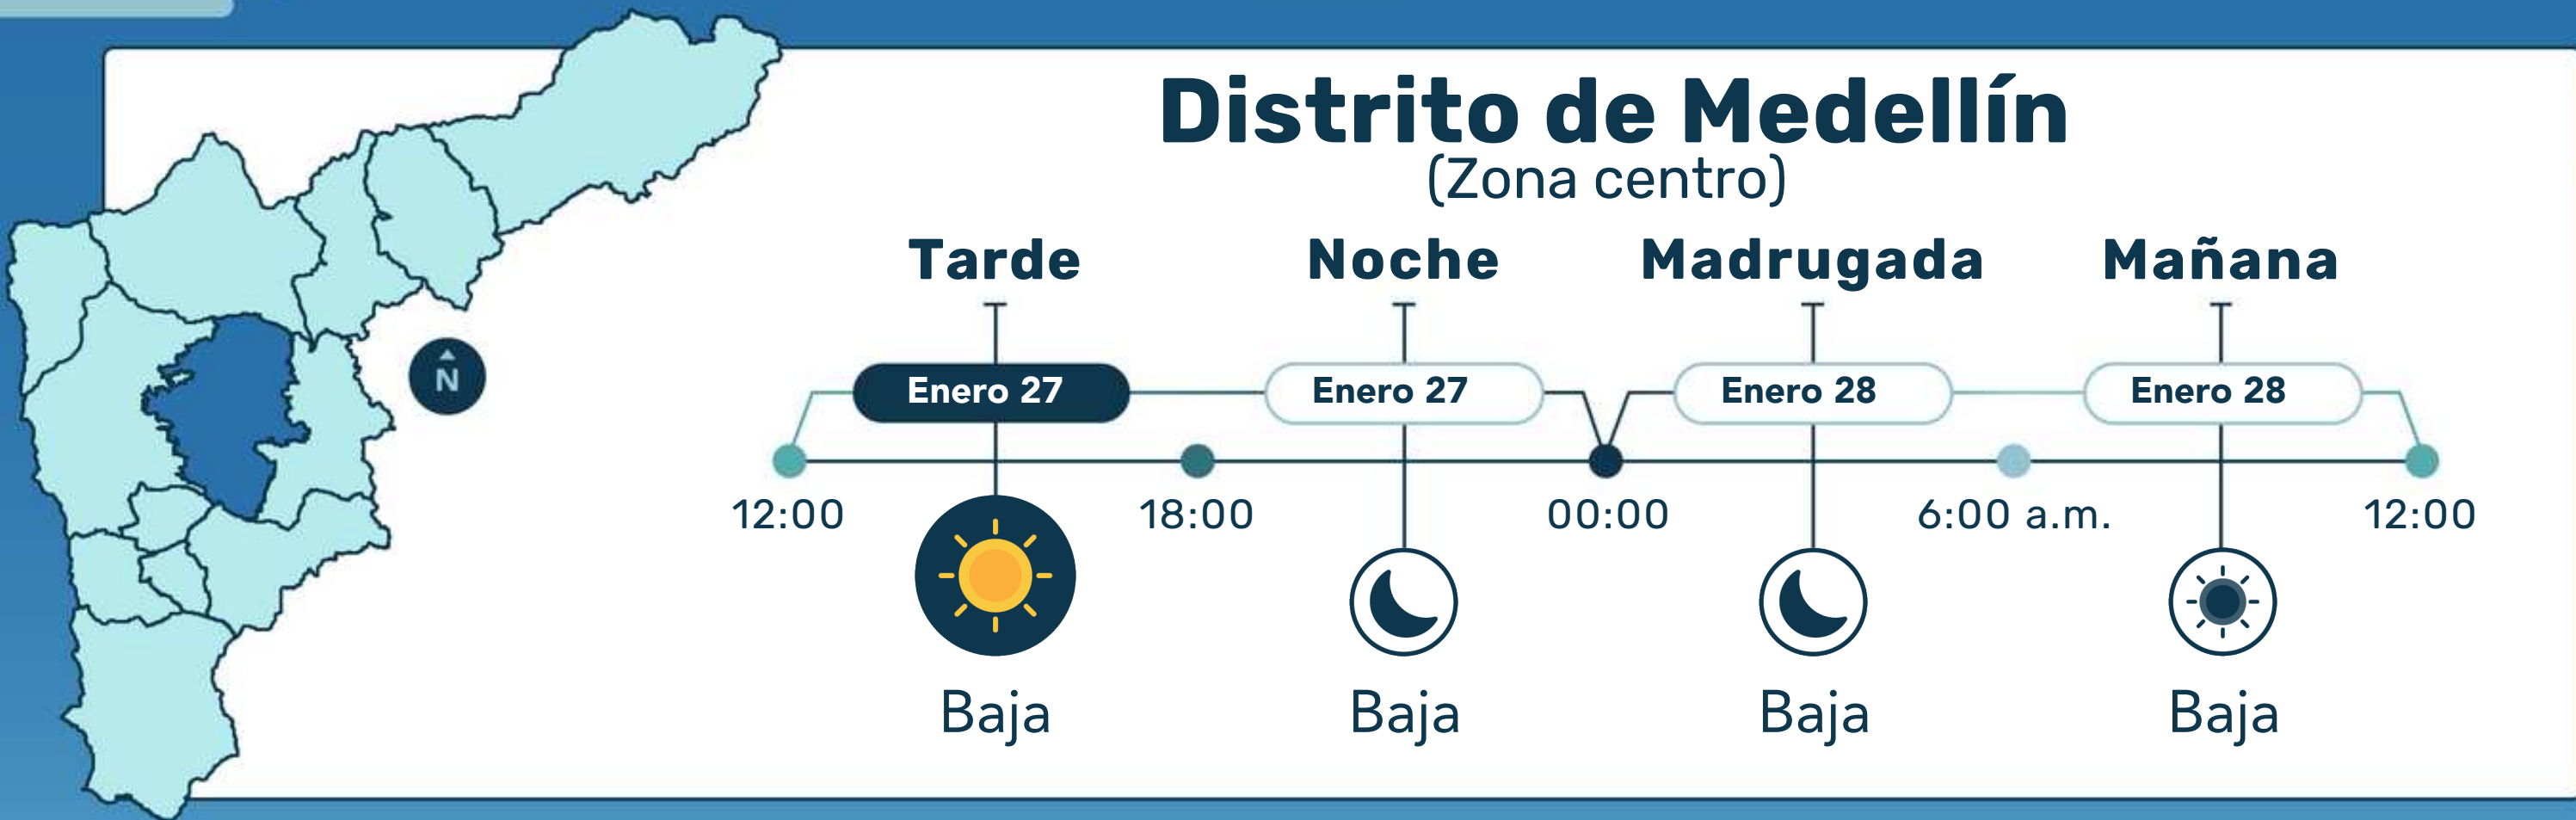 Distrito de Medellín
(Zona centro)
Tarde Noche Madrugada Mañana
Enero 27 Enero 27 Enero 28 Enero 28
12:00 18:00 00:00 6:00 a.m. 12:00
Baja Baja Baja Baja
N